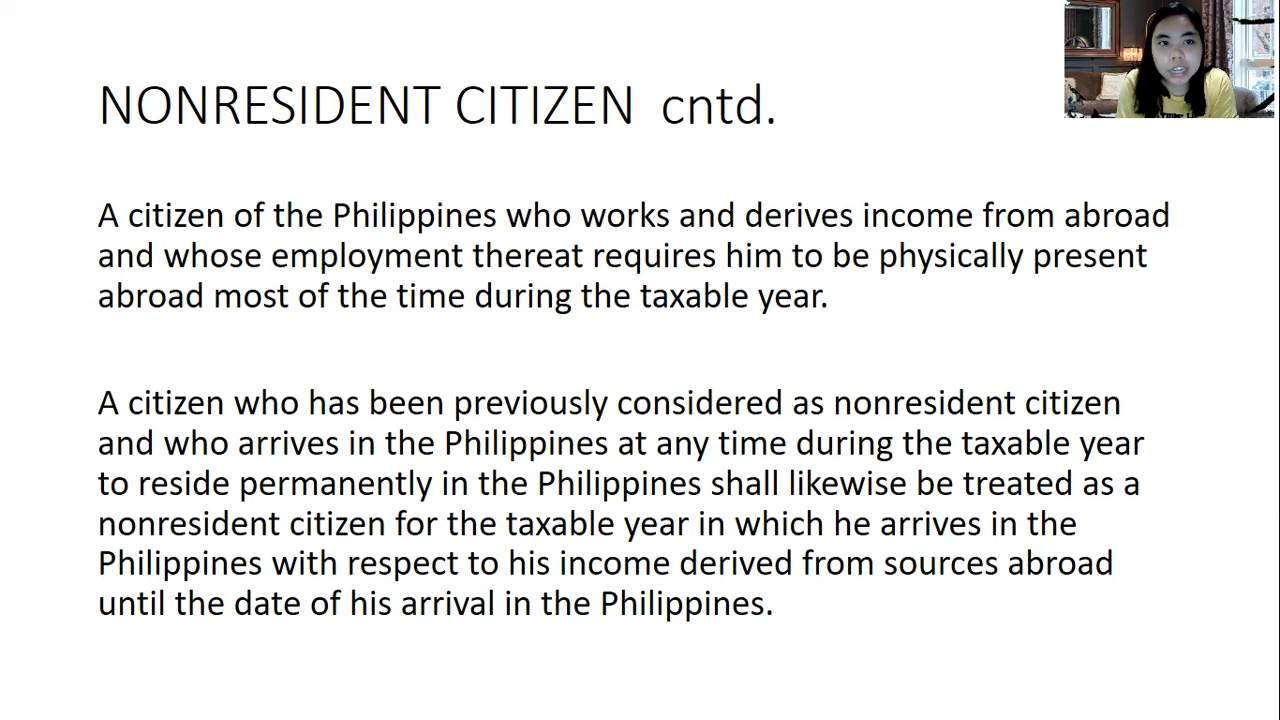 NONRESIDENT CITIZEN cntd.
A citizen of the Philippines who works and derives income from abroad
and whose employment thereat requires him to be physically present
abroad most of the time during the taxable year.
A citizen who has been previously considered as nonresident citizen
and who arrives in the Philippines at any time during the taxable year
to reside permanently in the Philippines shall likewise be treated as a
nonresident citizen for the taxable year in which he arrives in the
Philippines with respect to his income derived from sources abroad
until the date of his arrival in the Philippines.